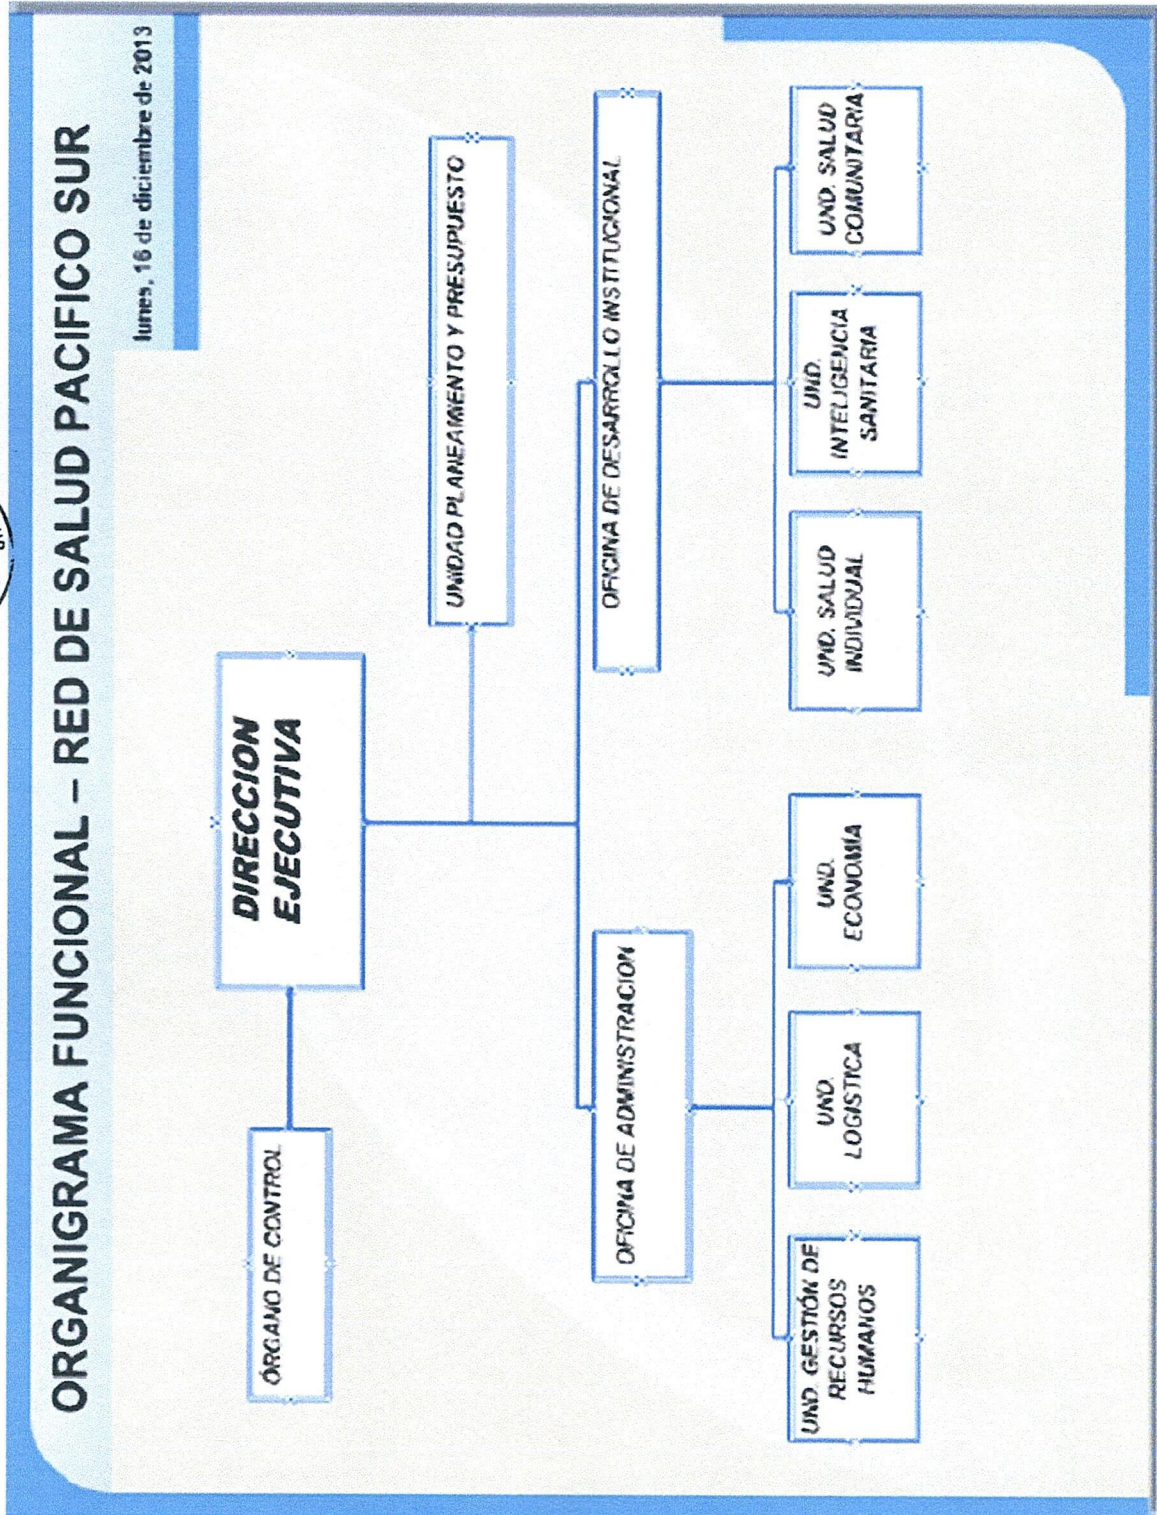 ORGANIGRAMA FUNCIONAL – RED DE SALUD PACIFICO SUR
lunes, 16 de diciembre de 2013
DIRECCION
EJECUTIVA
ÓRGANO DE CONTROL
UNIDAD PLANEAMIENTO Y PRESUPUESTO
OFICINA DE ADMINISTRACION
OFICINA DE DESARROLLO INSTITUCIONAL
UND. GESTIÓN DE
RECURSOS
HUMANOS
UND.
LOGISTICA
UND.
ECONOMÍA
UND. SALUD
INDIVIDUAL
UND.
INTELIGENCIA
SANITARIA
UND. SALUD
COMUNITARIA